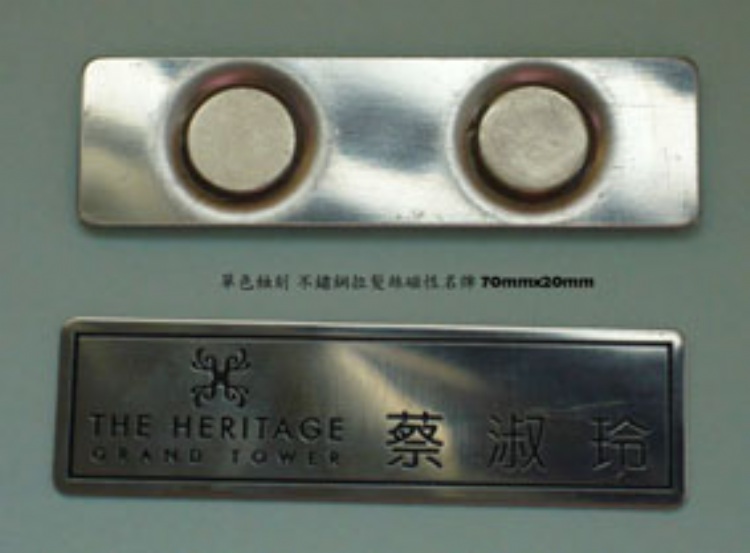 單色蝕刻 不鏽鋼拉髮絲磁性名牌 70mmx20mm
THE HERITAGE
GRAND TOWER
蔡淑玲